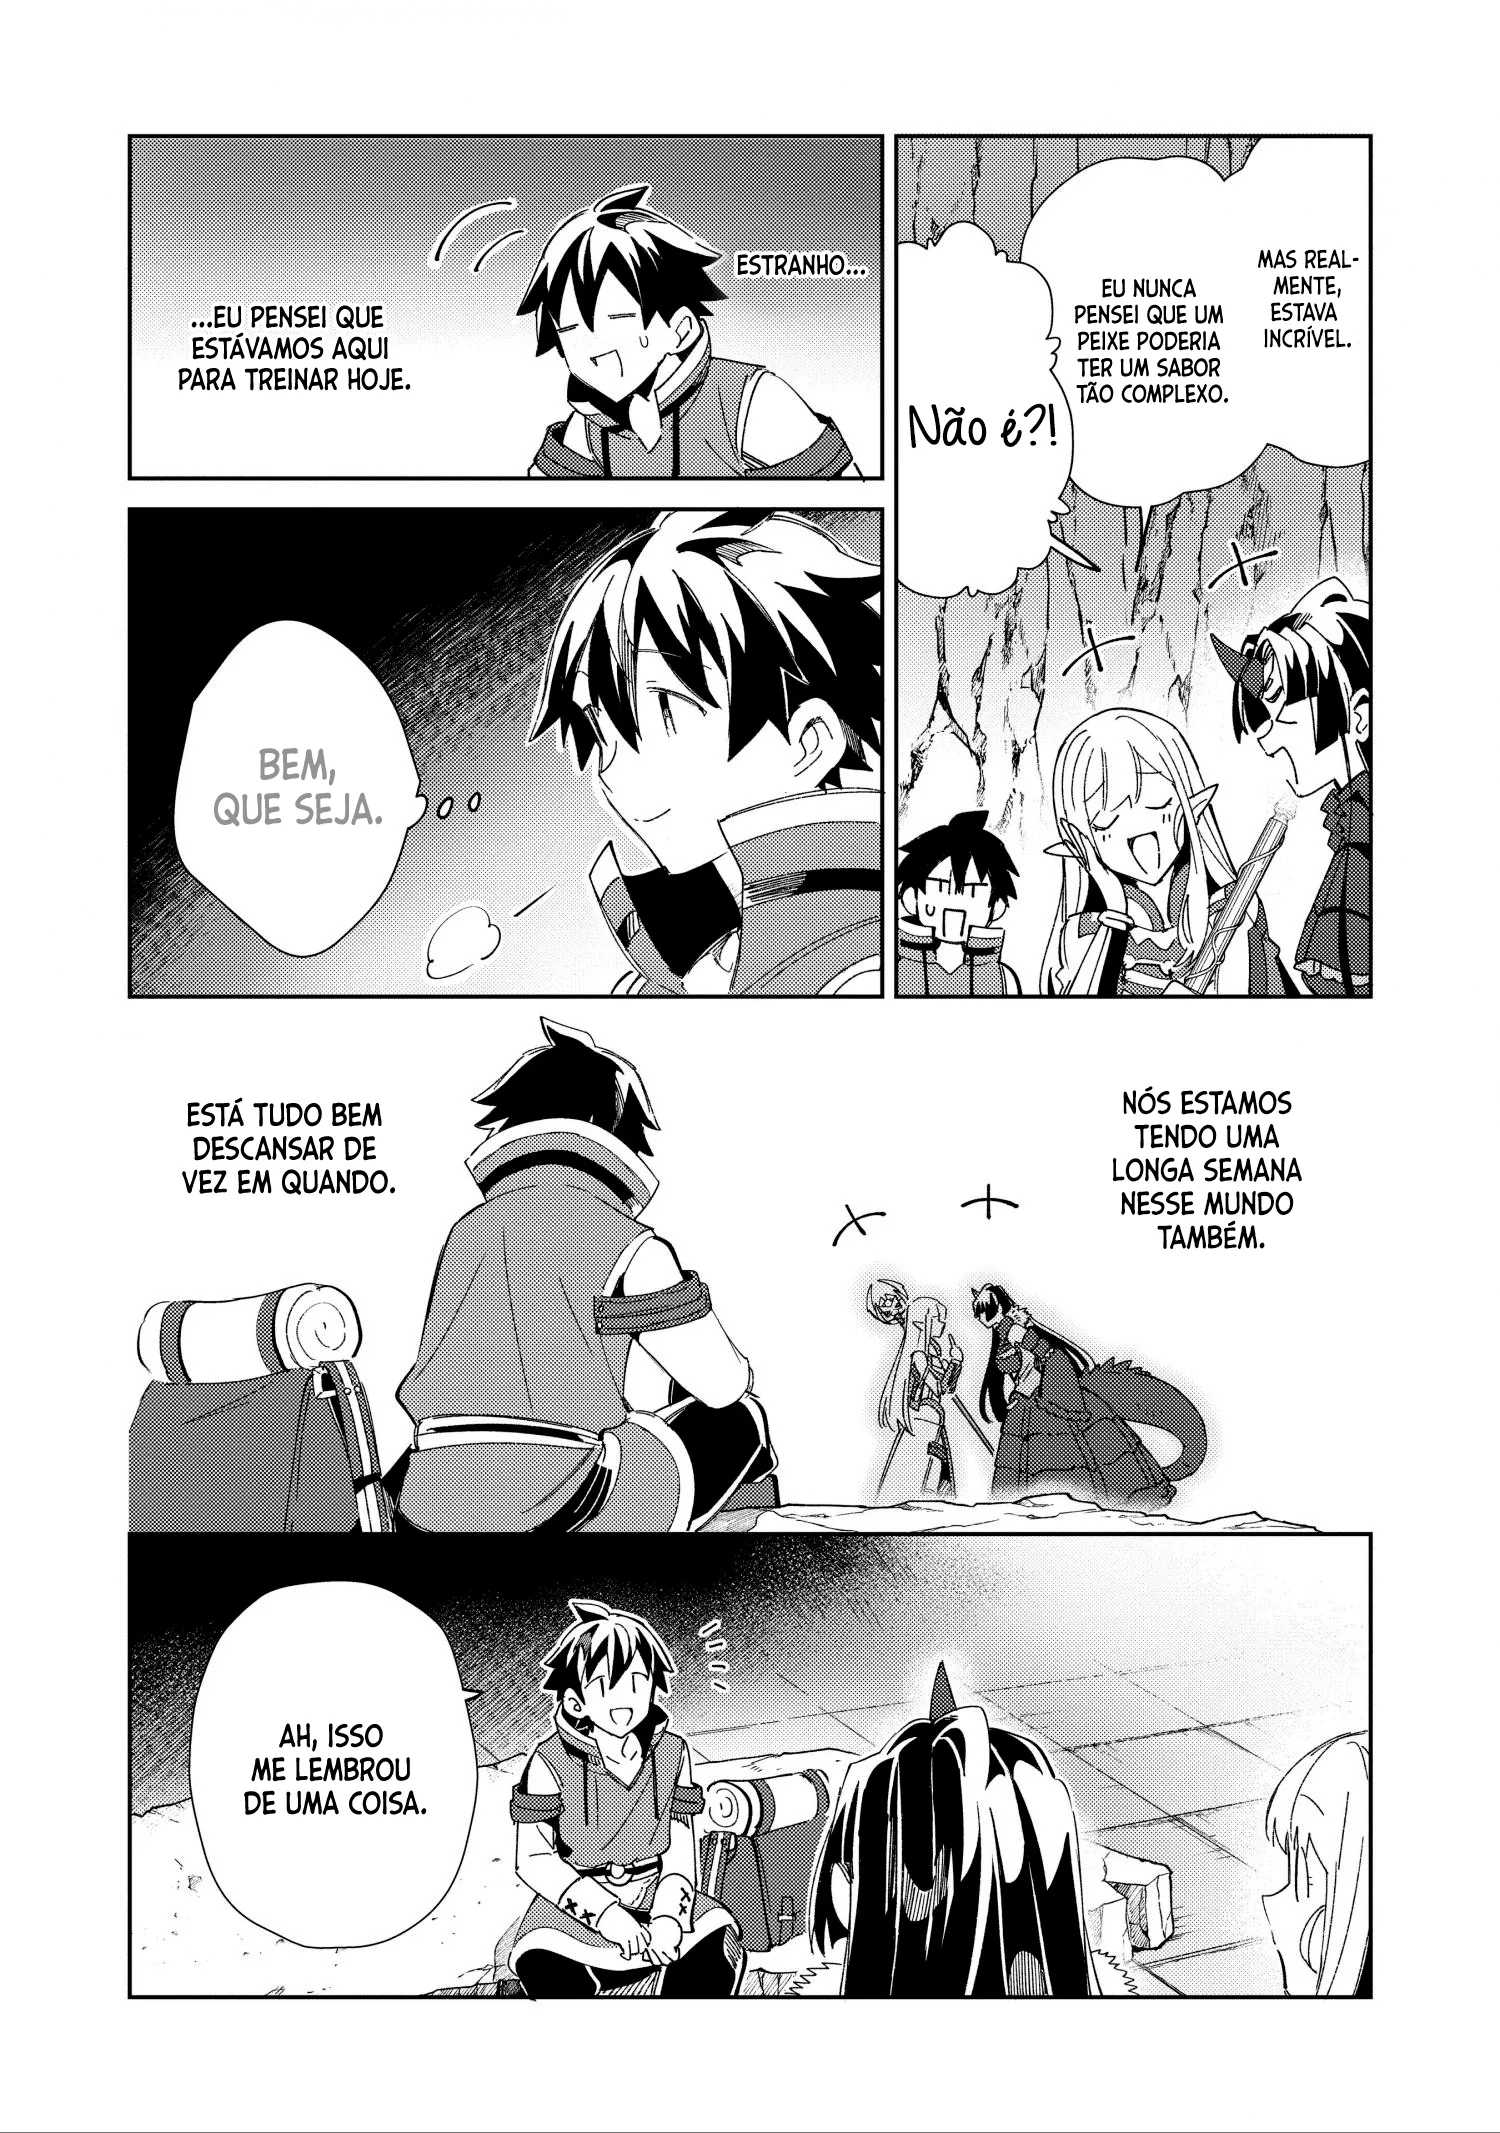 MAS REAL-
MENTE,
ESTAVA
INCRÍVEL.
EU NUNCA
PENSEI QUE UM
PEIXE PODERIA
TER UM SABOR
TÃO COMPLEXO.
Não é?!
ESTRANHO...
...EU PENSEI QUE
ESTÁVAMOS AQUI
PARA TREINAR HOJE.
BEM,
QUE SEJA.
NÓS ESTAMOS
TENDO UMA
LONGA SEMANA
NESSE MUNDO
TAMBÉM.
ESTÁ TUDO BEM
DESCANSAR DE
VEZ EM QUANDO.
AH, ISSO
ME LEMBROU
DE UMA COISA.